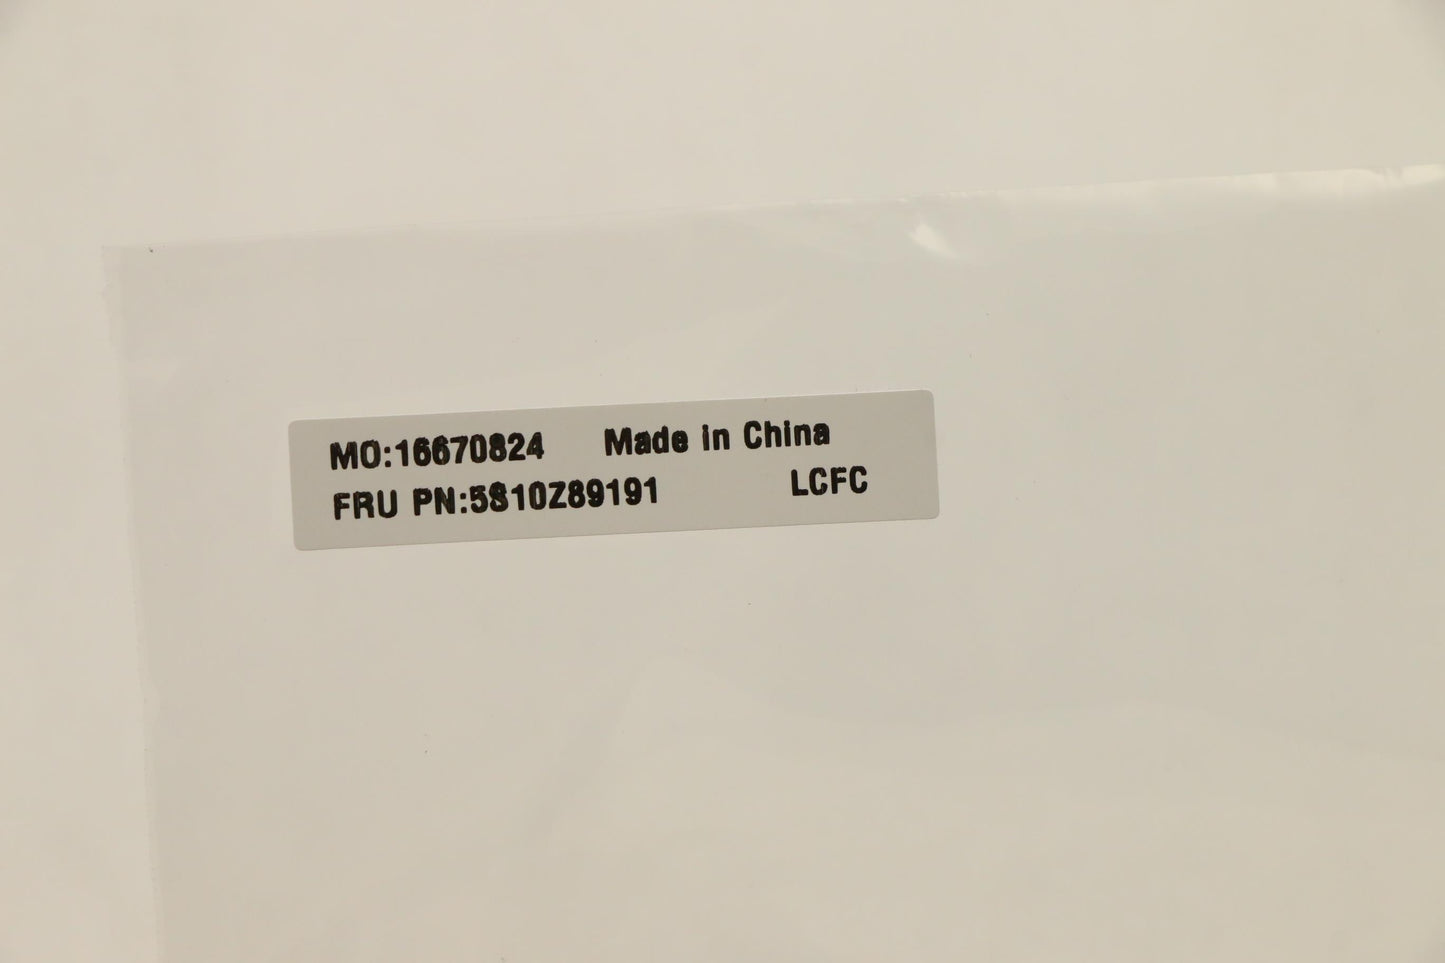 MO:16670824 Made in China
FRU PN:5S10Z89191 LCFC